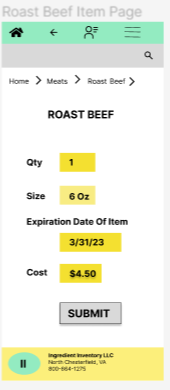 Roast Beef Item Page
Home > Meats > Roast Beef >
ROAST BEEF
Qty 1
Size 6 Oz
Expiration Date Of Item
3/31/23
Cost $4.50
SUBMIT
Ingredient Inventory LLC
North Chesterfield, VA
800-664-1275